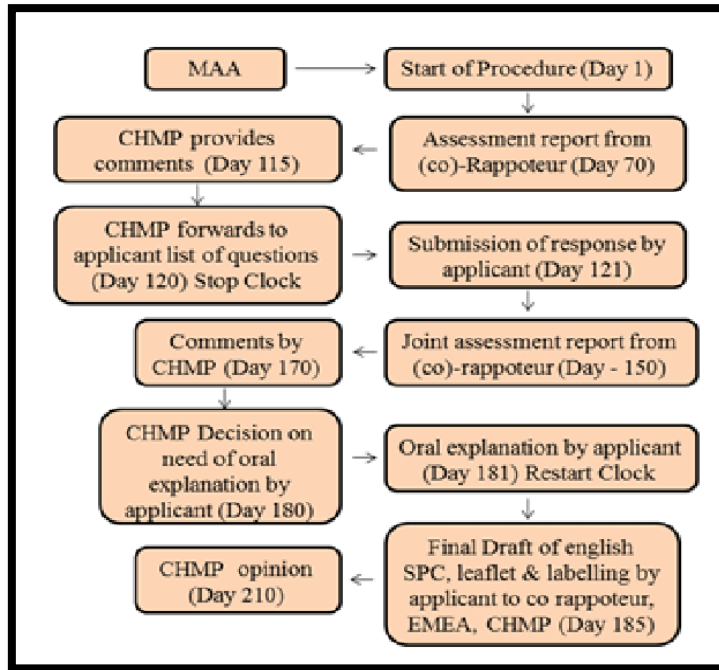 MAA
Start of Procedure (Day 1)
Assessment report from
(co)-Rappoteur (Day 70)
CHMP provides
comments (Day 115)
CHMP forwards to
applicant list of questions
(Day 120) Stop Clock
Submission of response by
applicant (Day 121)
Joint assessment report from
(co)-rappoteur (Day - 150)
Comments by
CHMP (Day 170)
CHMP Decision on
need of oral
explanation by
applicant (Day 180)
Oral explanation by applicant
(Day 181) Restart Clock
Final Draft of english
SPC, leaflet & labelling by
applicant to co rappoteur,
EMEA, CHMP (Day 185)
CHMP opinion
(Day 210)